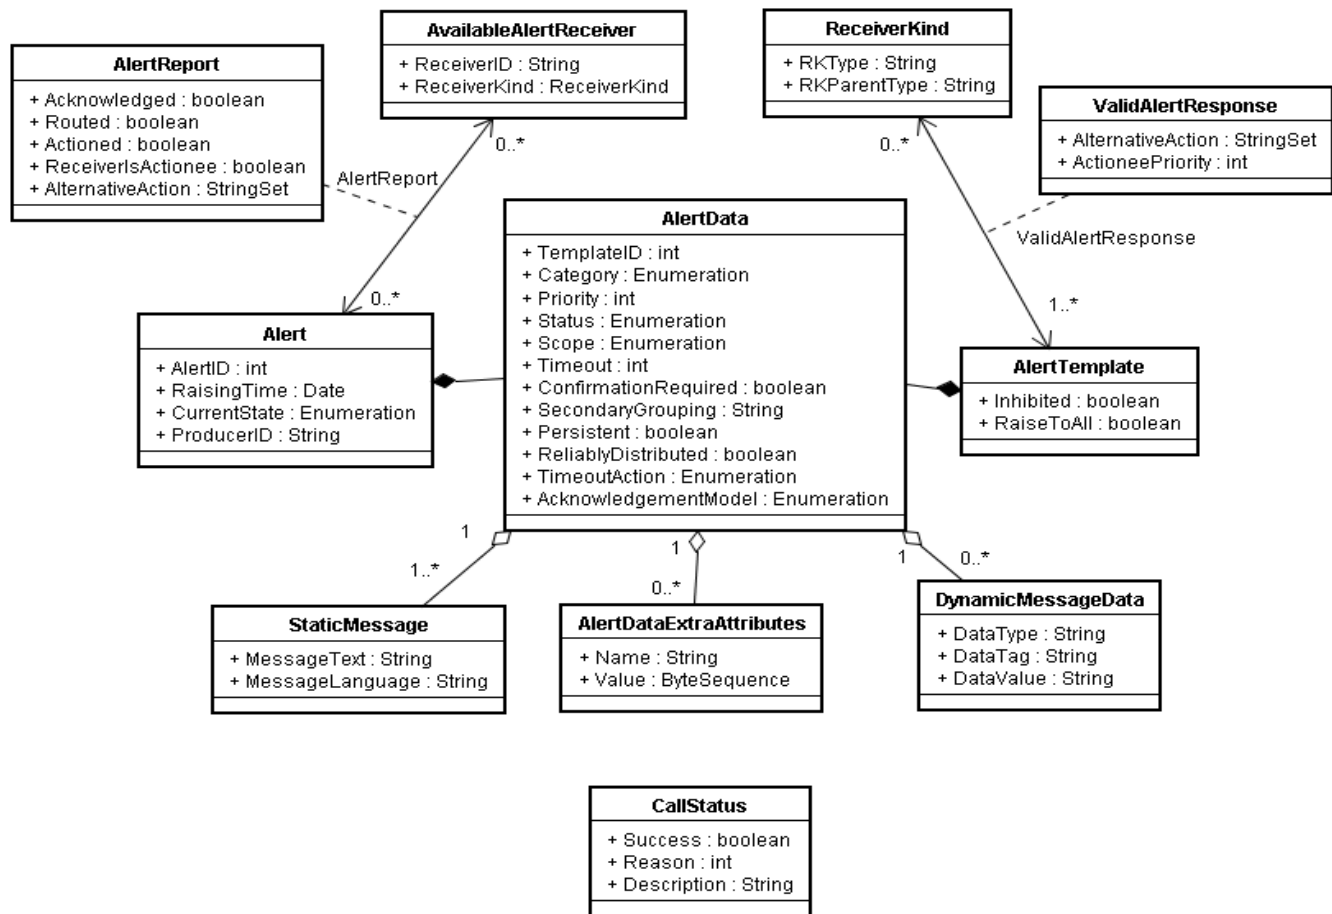 AvailableAlertReceiver
+ ReceiverID : String
+ ReceiverKind : ReceiverKind
ReceiverKind
+ RKType : String
+ RKParentType : String
AlertReport
+ Acknowledged : boolean
+ Routed : boolean
+ Actioned : boolean
+ ReceiverIsActionee : boolean
+ AlternativeAction : StringSet
ValidAlertResponse
+ AlternativeAction : StringSet
+ ActioneePriority : int
0..*
AlertReport
0..*
0..*
ValidAlertResponse
1..*
AlertData
+ TemplateID : int
+ Category : Enumeration
+ Priority : int
+ Status : Enumeration
+ Scope : Enumeration
+ Timeout : int
+ ConfirmationRequired : boolean
+ SecondaryGrouping : String
+ Persistent : boolean
+ ReliablyDistributed : boolean
+ TimeoutAction : Enumeration
+ AcknowledgementModel : Enumeration
Alert
+ AlertID : int
+ RaisingTime : Date
+ CurrentState : Enumeration
+ ProducerID : String
AlertTemplate
+ Inhibited : boolean
+ RaiseToAll : boolean
1
1..*
1
0..*
1
0..*
StaticMessage
+ MessageText : String
+ MessageLanguage : String
AlertDataExtraAttributes
+ Name : String
+ Value : ByteSequence
DynamicMessageData
+ DataType : String
+ DataTag : String
+ DataValue : String
CallStatus
+ Success : boolean
+ Reason : int
+ Description : String